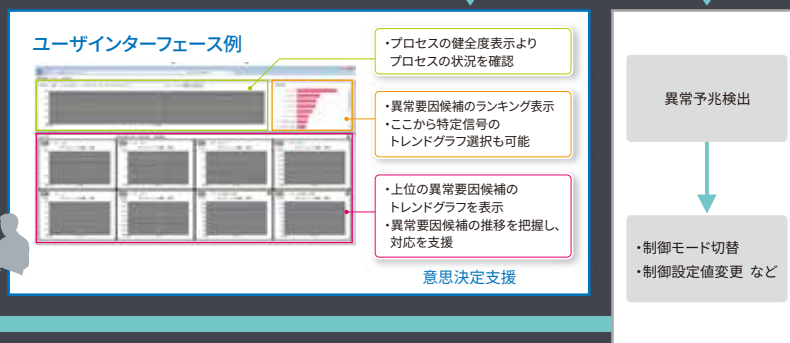 ユーザインターフェース例
・プロセスの健全度表示より
プロセスの状況を確認
・異常要因候補のランキング表示
・ここから特定信号の
トレンドグラフ選択も可能
・上位の異常要因候補の
トレンドグラフを表示
・異常要因候補の推移を把握し、
対応を支援
意思決定支援
異常予兆検出
・制御モード切替
・制御設定値変更 など